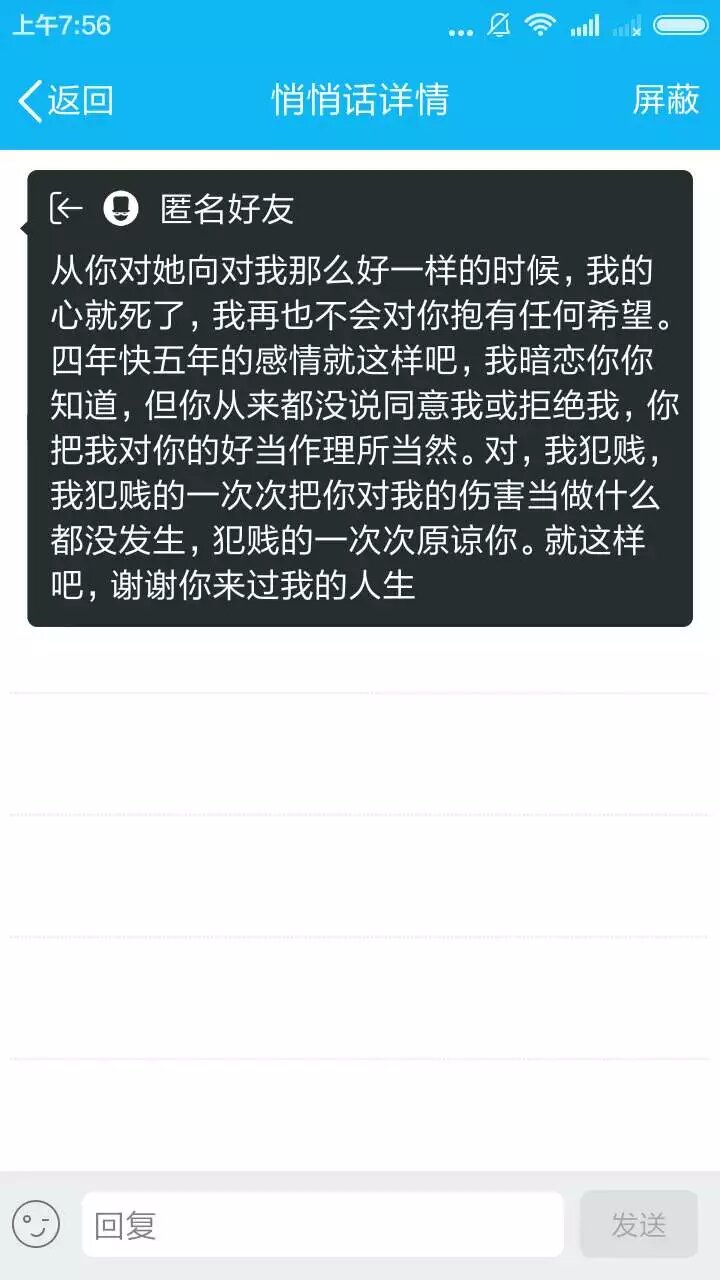 上午7:56
返回
悄悄话详情
屏蔽
匿名好友
从你对她向对我那么好一样的时候，我的
心就死了，我再也不会对你抱有任何希望。
四年快五年的感情就这样吧，我暗恋你你
知道，但你从来都没说同意我或拒绝我，你
把我对你的好当作理所当然。对，我犯贱，
我犯贱的一次次把你对我的伤害当做什么
都没发生，犯贱的一次次原谅你。就这样
吧，谢谢你来过我的人生
回复
发送